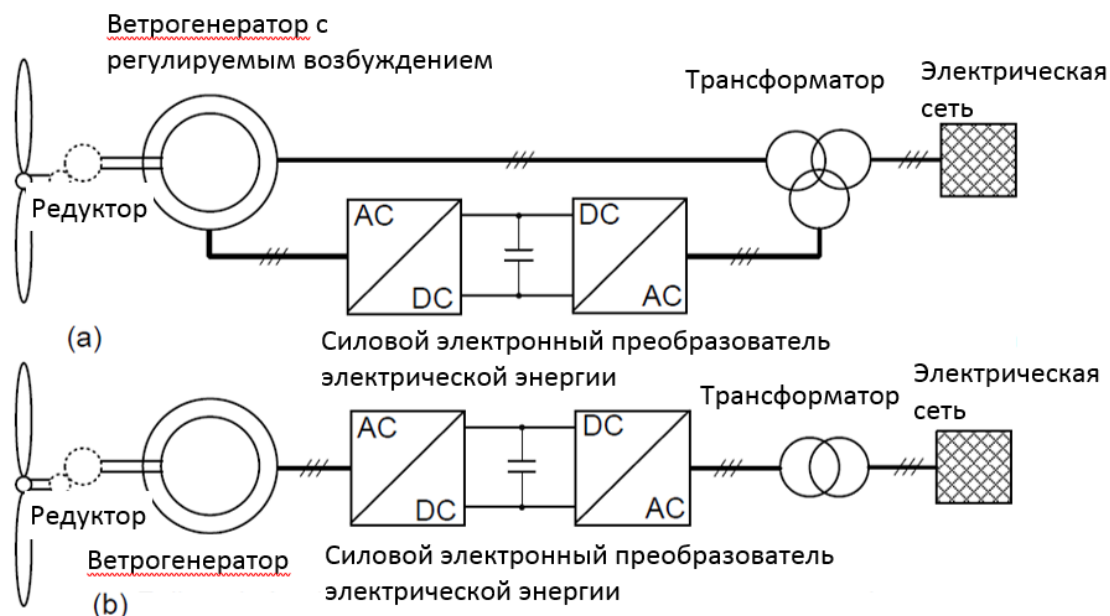 Ветрогенератор с
регулируемым возбуждением
Трансформатор
Электрическая
сеть
Редуктор
AC
DC
DC
AC
(a)
Силовой электронный преобразователь
электрической энергии
Трансформатор
Электрическая
сеть
AC
DC
DC
AC
Редуктор
Ветрогенератор
Силовой электронный преобразователь
электрической энергии
(b)